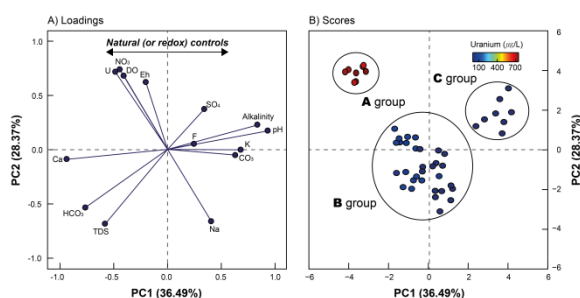 A) Loadings
Natural (or redox) controls
NO₃
U
DO
Eh
SO₄
Alkalinity
pH
F
K
CO₃
Ca
HCO₃
TDS
Na
1.0
0.5
0.0
-0.5
-1.0
-1.0
-0.5
0.0
0.5
1.0
PC2 (28.37%)
PC1 (36.49%)
B) Scores
Uranium (㎍/L)
100 400 700
A group
C group
B group
6
4
2
0
-2
-4
-6
-6
-4
-2
0
2
4
6
PC2 (28.37%)
PC1 (36.49%)